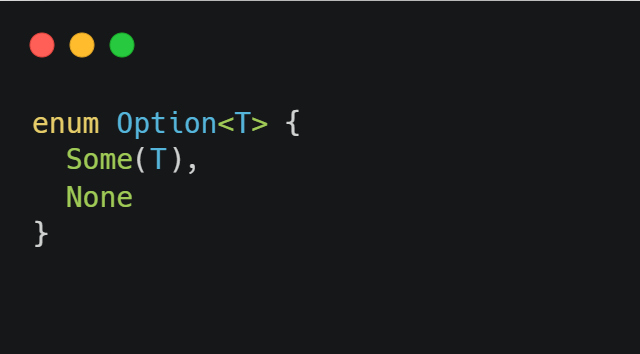 enum Option<T> {
  Some(T),
  None
}